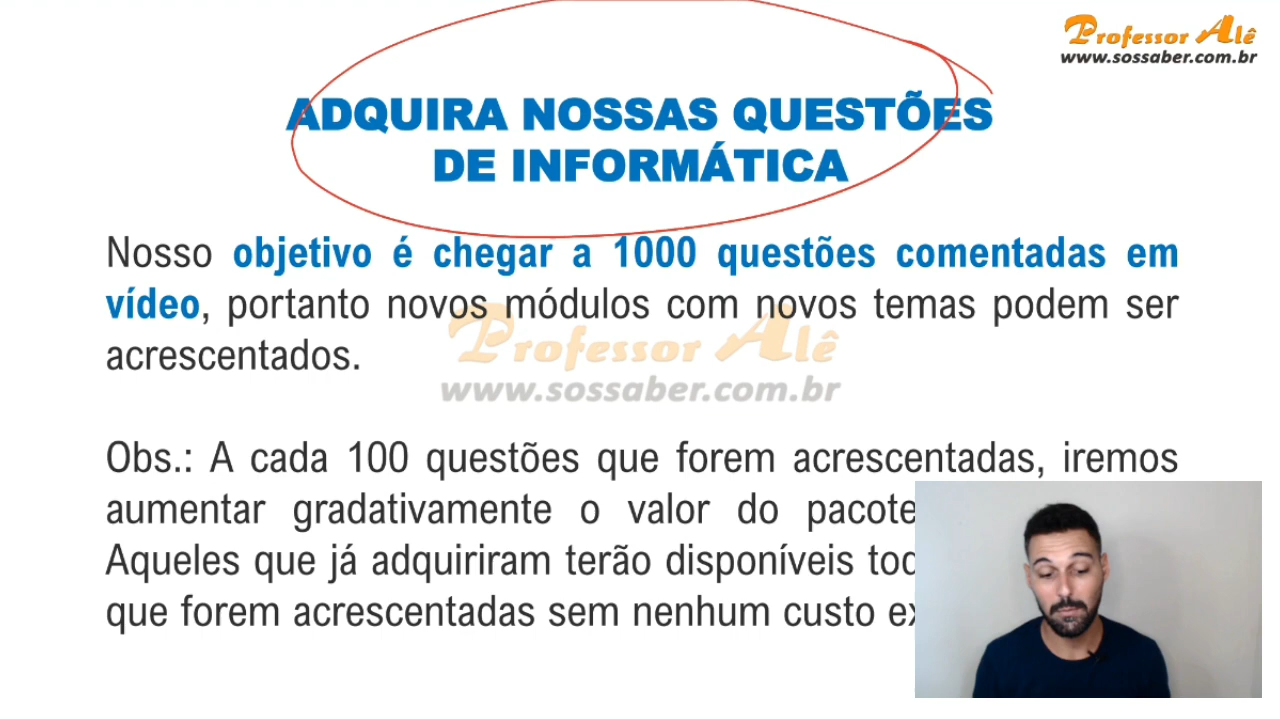 Professor Alê
www.sossaber.com.br
ADQUIRA NOSSAS QUESTÕES
DE INFORMÁTICA
Nosso objetivo é chegar a 1000 questões comentadas em
vídeo, portanto novos módulos com novos temas podem ser
acrescentados.
Professor Alê
www.sossaber.com.br
Obs.: A cada 100 questões que forem acrescentadas, iremos
aumentar gradativamente o valor do pacote
Aqueles que já adquiriram terão disponíveis
que forem acrescentadas sem nenhum custo